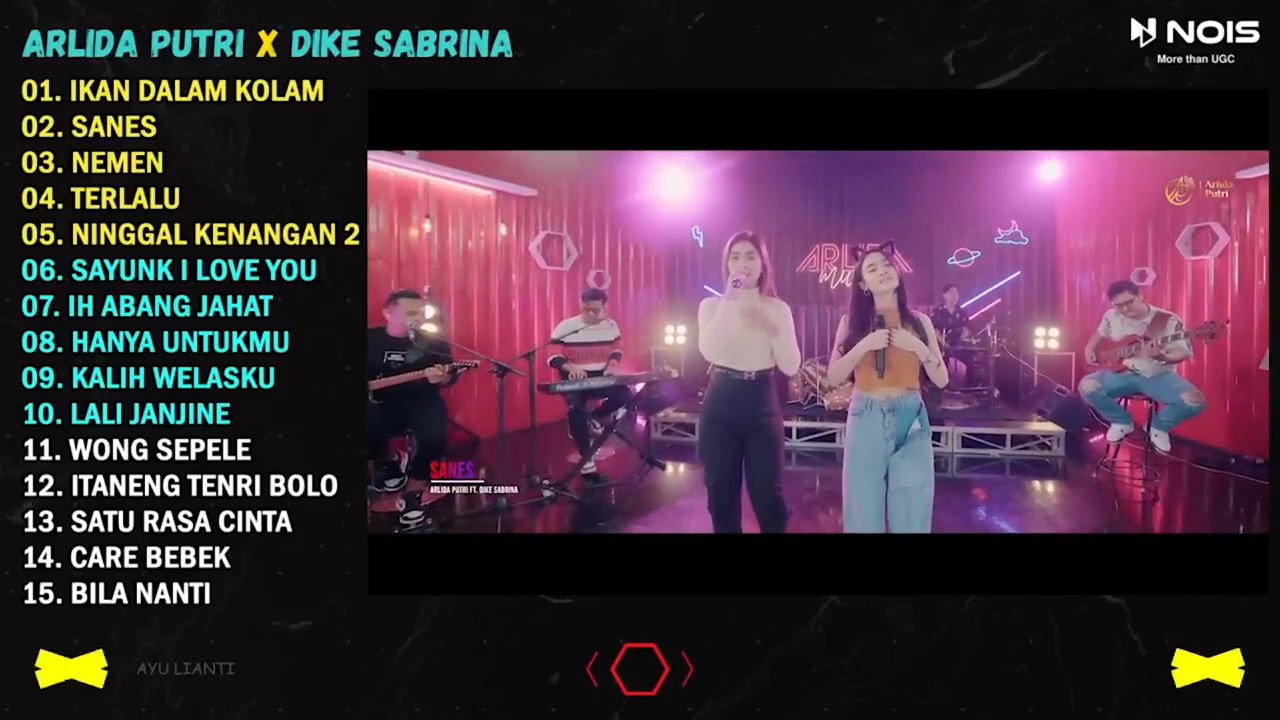 ARLIDA PUTRI X DIKE SABRINA
NOIS
More than UGC
01. IKAN DALAM KOLAM
02. SANES
03. NEMEN
04. TERLALU
05. NINGGAL KENANGAN 2
06. SAYUNK I LOVE YOU
07. IH ABANG JAHAT
08. HANYA UNTUKMU
09. KALIH WELASKU
10. LALI JANJINE
11. WONG SEPELE
12. ITANENG TENRI BOLO
13. SATU RASA CINTA
14. CARE BEBEK
15. BILA NANTI
Arlida
Putri
SANES
ARLIDA PUTRI FT. DIKE SABRINA
AYU LIANTI